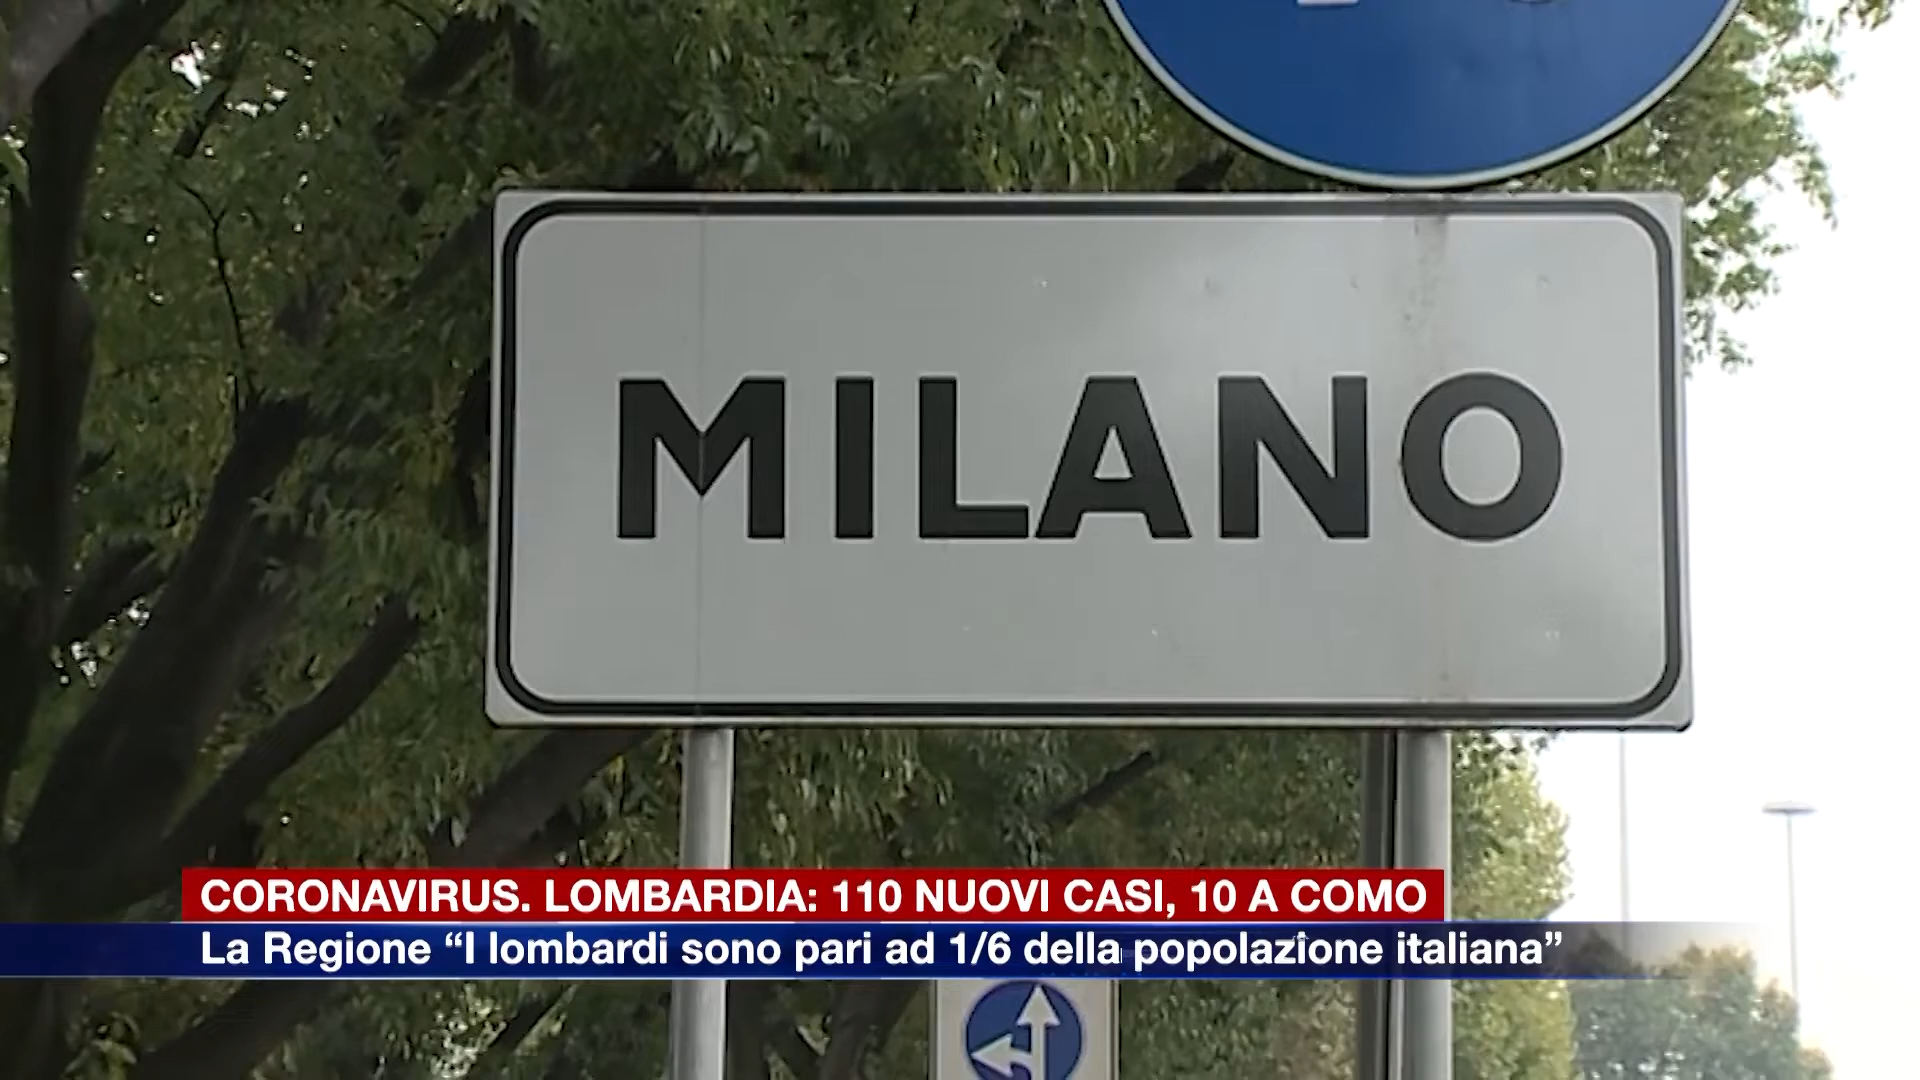 MILANO
CORONAVIRUS. LOMBARDIA: 110 NUOVI CASI, 10 A COMO
La Regione “I lombardi sono pari ad 1/6 della popolazione italiana”